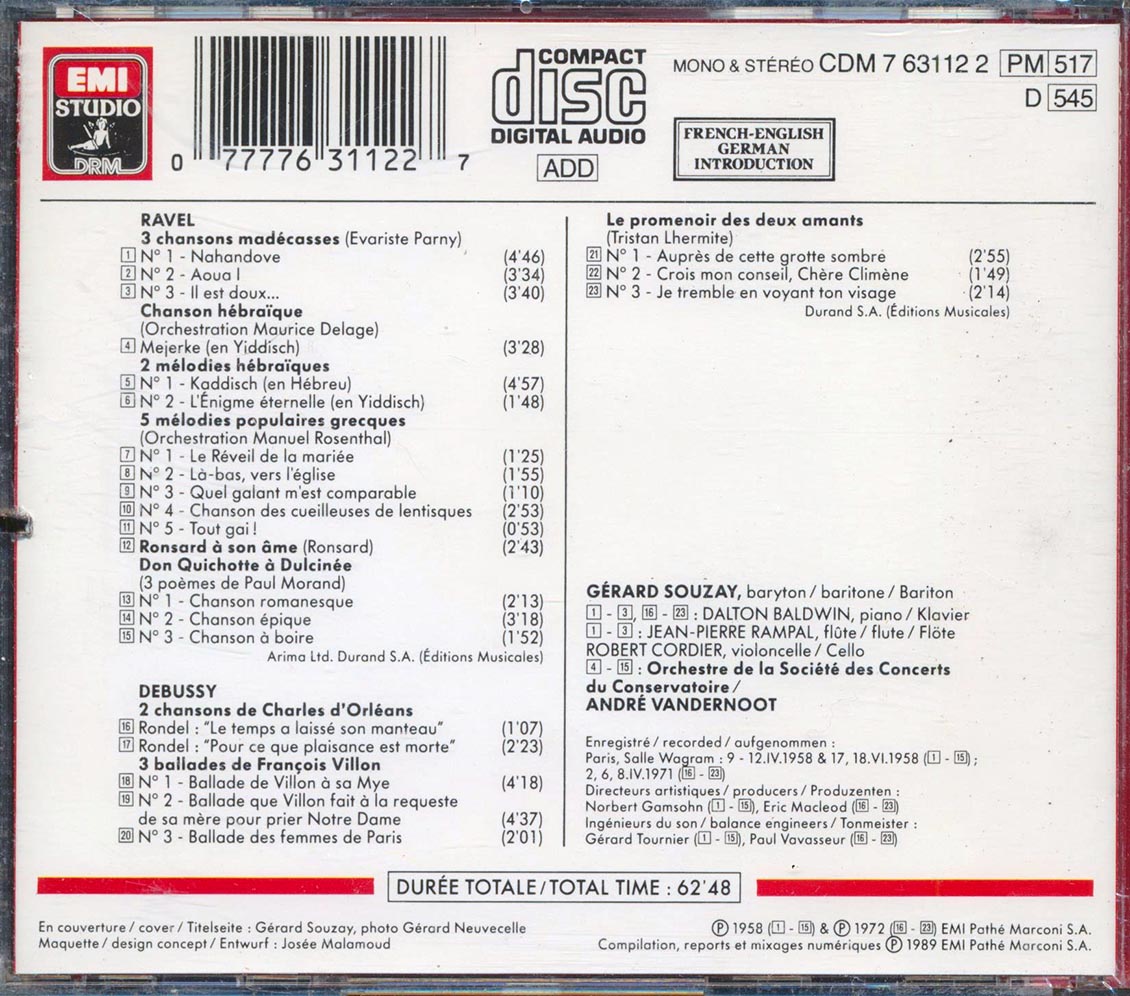 EMI
STUDIO
DRM
0 77776 31122 7
COMPACT
disc
DIGITAL AUDIO
ADD
MONO & STÉRÉO CDM 7 63112 2 PM 517
D 545
FRENCH-ENGLISH
GERMAN
INTRODUCTION
RAVEL
3 chansons madécasses (Evariste Parny)
1 N° 1 - Nahandove (4'46)
2 N° 2 - Aoua ! (3'34)
3 N° 3 - Il est doux... (3'40)
Chanson hébraïque
(Orchestration Maurice Delage)
4 Mejerke (en Yiddisch) (3'28)
2 mélodies hébraïques
5 N° 1 - Kaddisch (en Hébreu) (4'57)
6 N° 2 - L'Énigme éternelle (en Yiddisch) (1'48)
5 mélodies populaires grecques
(Orchestration Manuel Rosenthal)
7 N° 1 - Le Réveil de la mariée (1'25)
8 N° 2 - Là-bas, vers l'église (1'55)
9 N° 3 - Quel galant m'est comparable (1'10)
10 N° 4 - Chanson des cueilleuses de lentisques (2'53)
11 N° 5 - Tout gai ! (0'53)
12 Ronsard à son âme (Ronsard) (2'43)
Don Quichotte à Dulcinée
(3 poèmes de Paul Morand)
13 N° 1 - Chanson romanesque (2'13)
14 N° 2 - Chanson épique (3'18)
15 N° 3 - Chanson à boire (1'52)
Arima Ltd. Durand S.A. (Éditions Musicales)
DEBUSSY
2 chansons de Charles d'Orléans
16 Rondel : "Le temps a laissé son manteau" (1'07)
17 Rondel : "Pour ce que plaisance est morte" (2'23)
3 ballades de François Villon
18 N° 1 - Ballade de Villon à sa Mye (4'18)
19 N° 2 - Ballade que Villon fait à la requeste
de sa mère pour prier Notre Dame (4'37)
20 N° 3 - Ballade des femmes de Paris (2'01)
Le promenoir des deux amants
(Tristan Lhermite)
21 N° 1 - Auprès de cette grotte sombre (2'55)
22 N° 2 - Crois mon conseil, Chère Climène (1'49)
23 N° 3 - Je tremble en voyant ton visage (2'14)
Durand S.A. (Éditions Musicales)
GÉRARD SOUZAY, baryton / baritone / Bariton
1 - 3, 16 - 23 : DALTON BALDWIN, piano / Klavier
1 - 3 : JEAN-PIERRE RAMPAL, flûte / flute / Flöte
ROBERT CORDIER, violoncelle / Cello
4 - 15 : Orchestre de la Société des Concerts
du Conservatoire /
ANDRÉ VANDERNOOT
Enregistré / recorded / aufgenommen :
Paris, Salle Wagram : 9 - 12.IV.1958 & 17, 18.VI.1958 (1 - 15) ;
2, 6, 8.IV.1971 (16 - 23)
Directeurs artistiques / producers / Produzenten :
Norbert Gamsohn (1 - 15), Eric Macleod (16 - 23)
Ingénieurs du son / balance engineers / Tonmeister :
Gérard Tournier (1 - 15), Paul Vavasseur (16 - 23)
DURÉE TOTALE / TOTAL TIME : 62'48
En couverture / cover / Titelseite : Gérard Souzay, photo Gérard Neuvecelle
Maquette / design concept / Entwurf : Josée Malamoud
Ⓟ 1958 (1 - 15) & Ⓟ 1972 (16 - 23) EMI Pathé Marconi S.A.
Compilation, reports et mixages numériques Ⓟ 1989 EMI Pathé Marconi S.A.